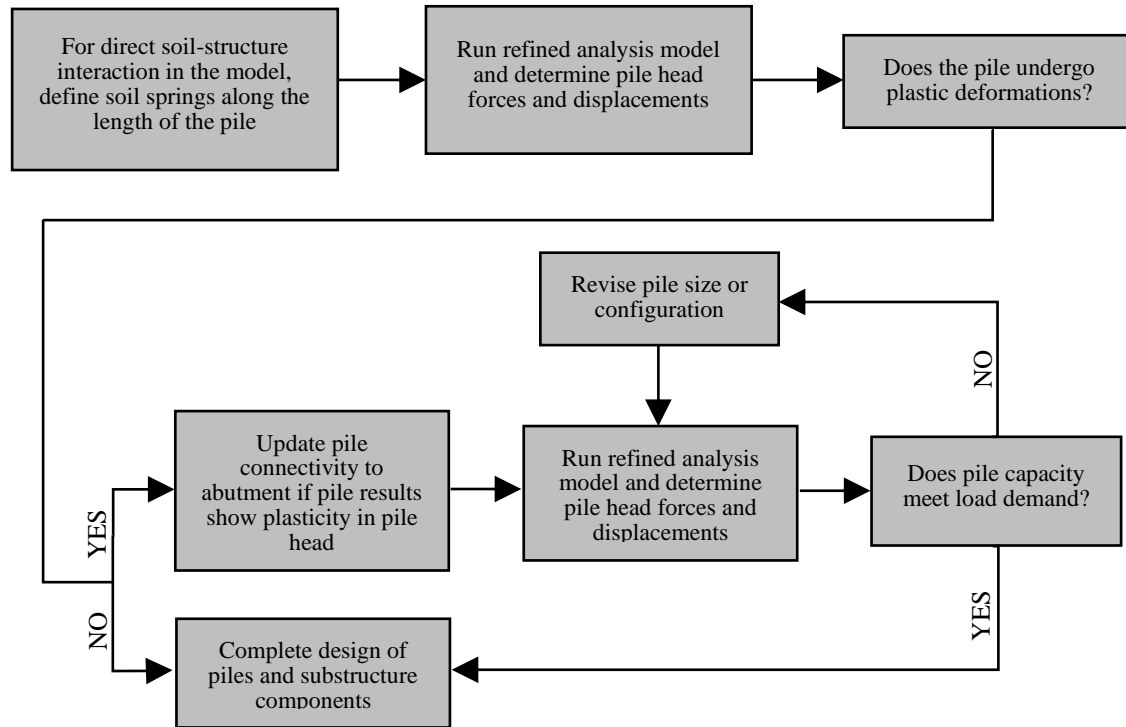 For direct soil-structure
interaction in the model,
define soil springs along the
length of the pile
Run refined analysis model
and determine pile head
forces and displacements
Does the pile undergo
plastic deformations?
Revise pile size or
configuration
NO
Update pile
connectivity to
abutment if pile results
show plasticity in pile
head
Run refined analysis
model and determine
pile head forces and
displacements
Does pile capacity
meet load demand?
YES
NO
YES
Complete design of
piles and substructure
components